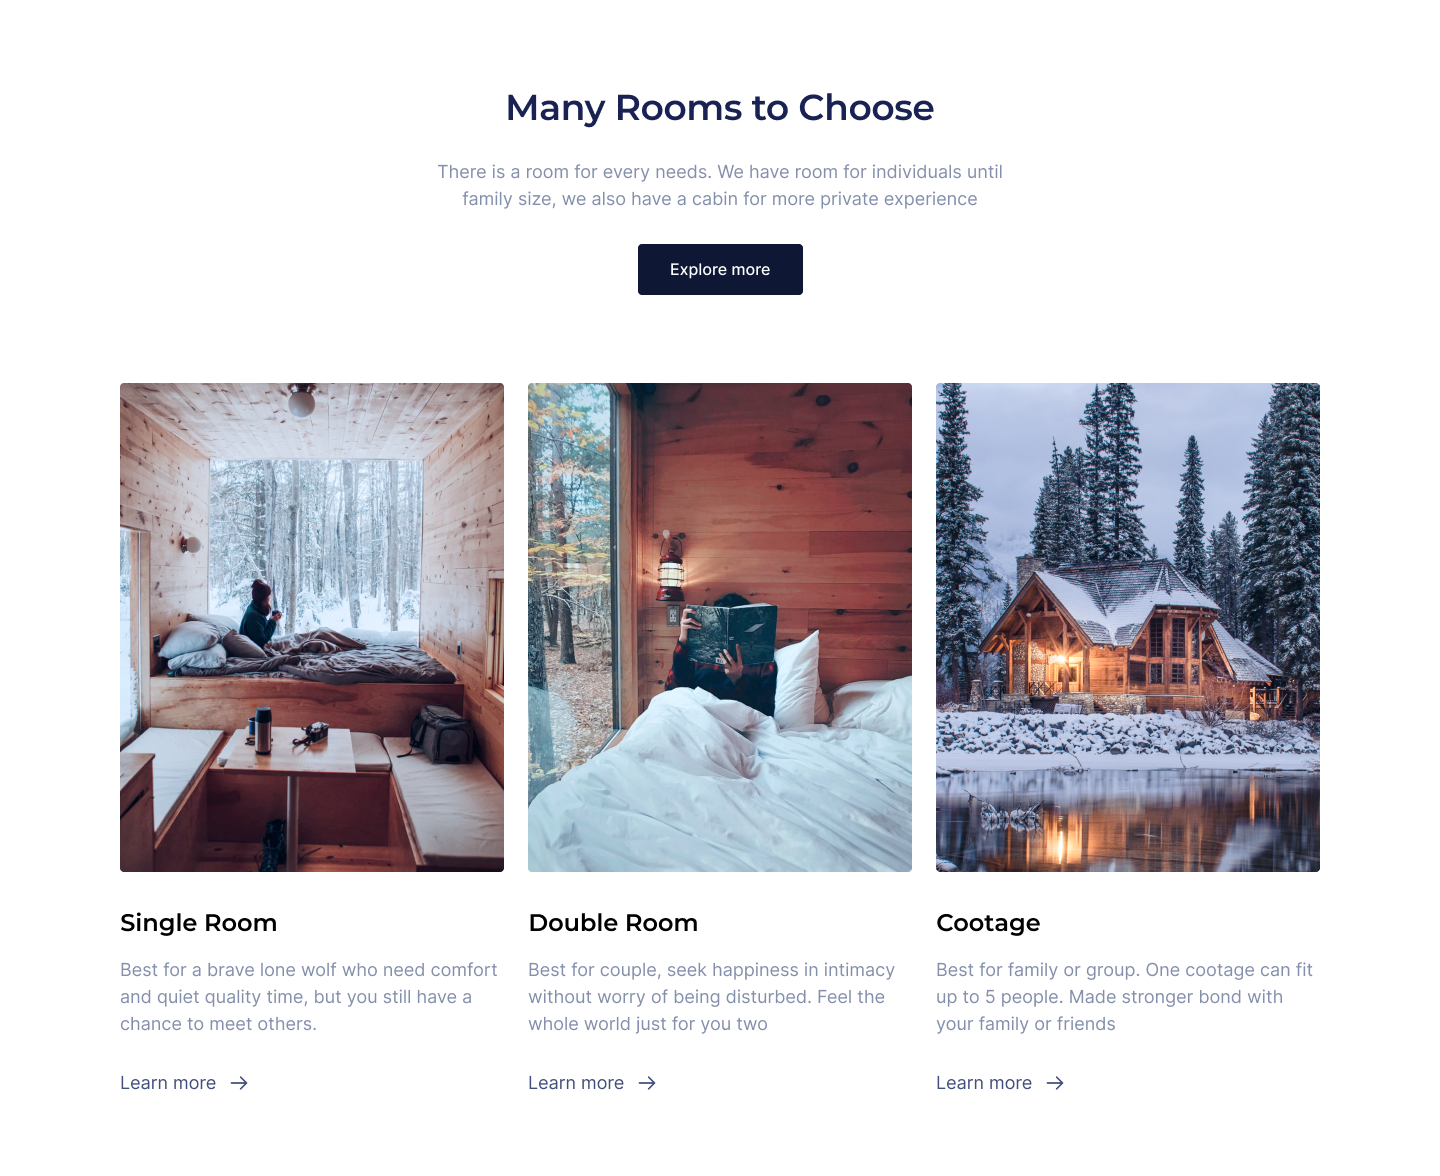 Many Rooms to Choose
There is a room for every needs. We have room for individuals until
family size, we also have a cabin for more private experience
Explore more
Single Room
Best for a brave lone wolf who need comfort
and quiet quality time, but you still have a
chance to meet others.
Learn more
Double Room
Best for couple, seek happiness in intimacy
without worry of being disturbed. Feel the
whole world just for you two
Learn more
Cootage
Best for family or group. One cootage can fit
up to 5 people. Made stronger bond with
your family or friends
Learn more